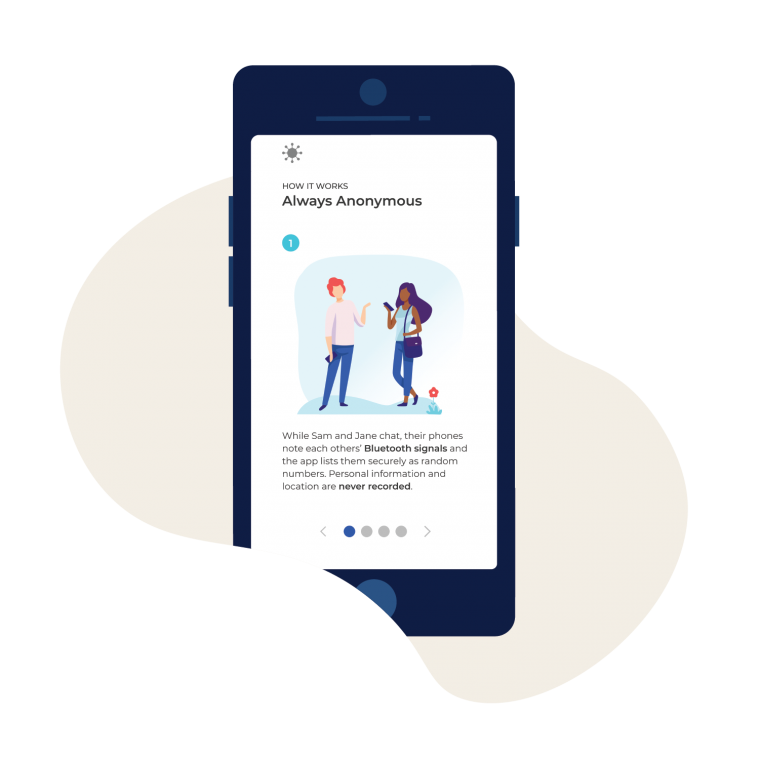 HOW IT WORKS
Always Anonymous
1
While Sam and Jane chat, their phones
note each others’ Bluetooth signals and
the app lists them securely as random
numbers. Personal information and
location are never recorded.